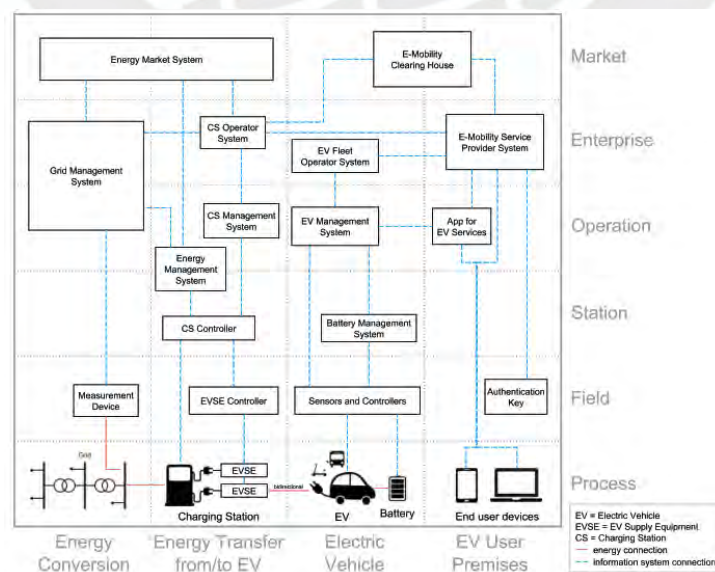 Energy Market System
E-Mobility
Clearing House
Market
CS Operator
System
E-Mobility Service
Provider System
Enterprise
EV Fleet
Operator System
Grid Management
System
CS Management
System
EV Management
System
App for
EV Services
Operation
Energy
Management
System
CS Controller
Battery Management
System
Station
Measurement
Device
EVSE Controller
Sensors and Controllers
Authentication
Key
Field
Grid
EVSE
EVSE
bidirectional
Process
Charging Station
EV
Battery
End user devices
EV = Electric Vehicle
EVSE = EV Supply Equipment
CS = Charging Station
energy connection
information system connection
Energy
Conversion
Energy Transfer
from/to EV
Electric
Vehicle
EV User
Premises